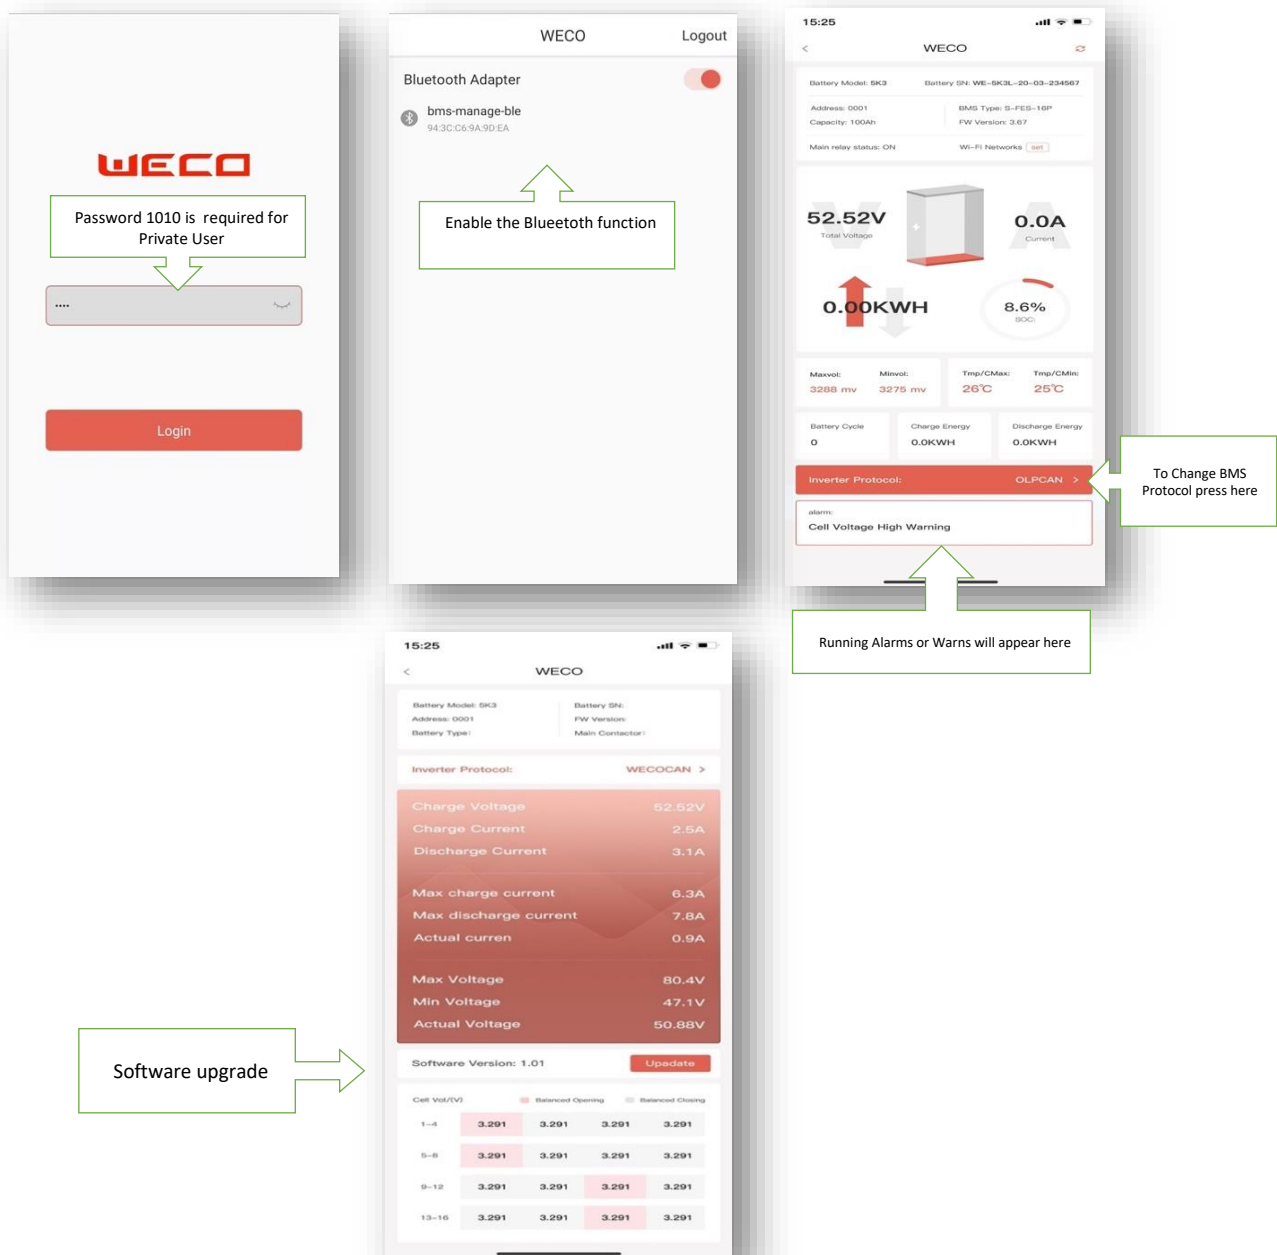 WECO
Password 1010 is  required for
Private User
....
Login
WECO
Logout
Bluetooth Adapter
bms-manage-ble
94:3C:C6:9A:9D:EA
Enable the Blueetoth function
15:25
WECO
Battery Model: 5K3
Battery SN: WE-5K3L-20-03-234567
Address: 0001
BMS Type: S-FES-16P
Capacity: 100Ah
FW Version: 3.67
Main relay status: ON
Wi-Fi Networks set
V
A
52.52V
Total Voltage
0.0A
Current
0.00KWH
8.6%
SOC:
Maxvol:
Minvol:
Tmp/CMax:
Tmp/CMin:
3288 mv
3275 mv
26℃
25℃
Battery Cycle
Charge Energy
Discharge Energy
0
0.0KWH
0.0KWH
Inverter Protocol:
OLPCAN >
alarm:
Cell Voltage High Warning
To Change BMS
Protocol press here
Running Alarms or Warns will appear here
15:25
WECO
Battery Model: 5K3
Battery SN:
Address: 0001
FW Version:
Battery Type:
Main Contactor:
Inverter Protocol:
WECOCAN >
Charge Voltage 52.52V
Charge Current 2.5A
Discharge Current 3.1A
Max charge current 6.3A
Max discharge current 7.8A
Actual curren 0.9A
Max Voltage 80.4V
Min Voltage 47.1V
Actual Voltage 50.88V
Software Version: 1.01
Upadate
Software upgrade
Cell Vot/(V)
Balanced Opening
Balanced Closing
1-4 3.291 3.291 3.291 3.291
5-8 3.291 3.291 3.291 3.291
9-12 3.291 3.291 3.291 3.291
13-16 3.291 3.291 3.291 3.291